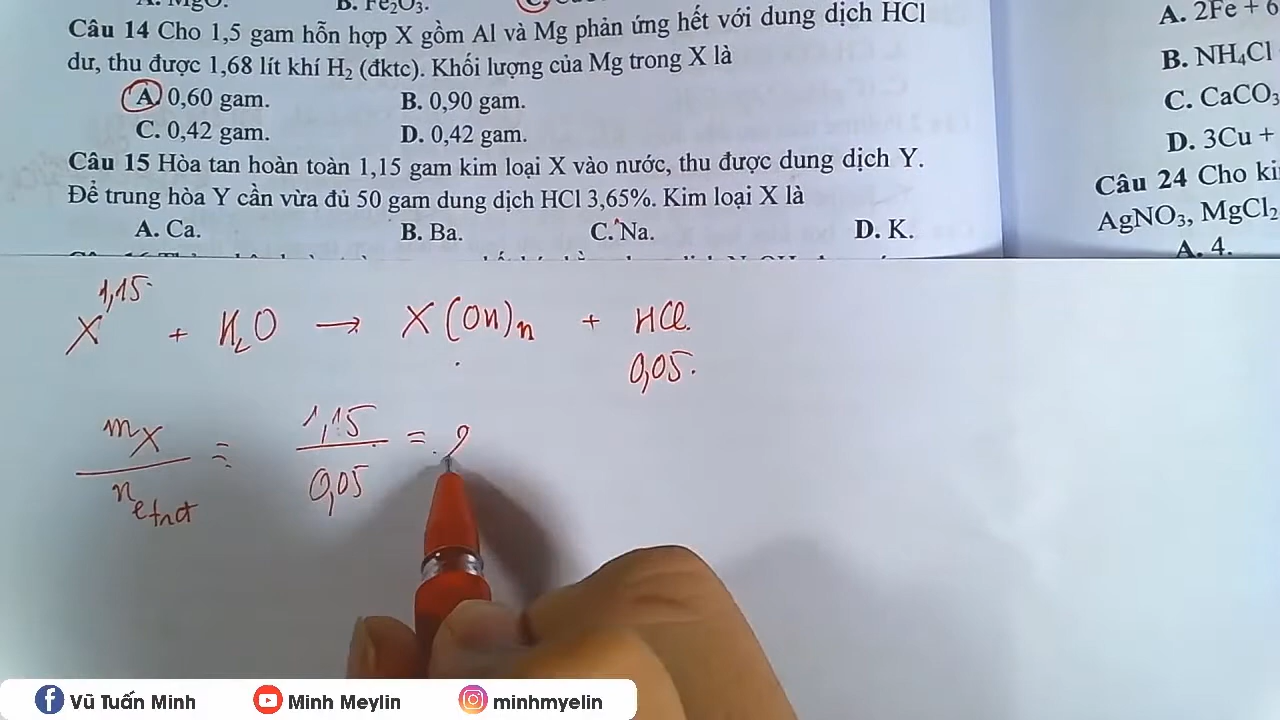 A. MgO. B. Fe₂O₃. C.
Câu 14 Cho 1,5 gam hỗn hợp X gồm Al và Mg phản ứng hết với dung dịch HCl
dư, thu được 1,68 lít khí H₂ (đktc). Khối lượng của Mg trong X là
A. 0,60 gam. B. 0,90 gam.
C. 0,42 gam. D. 0,42 gam.
Câu 15 Hòa tan hoàn toàn 1,15 gam kim loại X vào nước, thu được dung dịch Y.
Để trung hòa Y cần vừa đủ 50 gam dung dịch HCl 3,65%. Kim loại X là
A. Ca. B. Ba. C. Na. D. K.
A. 2Fe + 6
B. NH₄Cl
C. CaCO₃
D. 3Cu +
Câu 24 Cho ki
AgNO₃, MgCl₂
A. 4.
1,15
X + H₂O → X(OH)n + HCl
0,05
mX / n e tnđ = 1,15 / 0,05 = 2
Vũ Tuấn Minh Minh Meylin minhmyelin